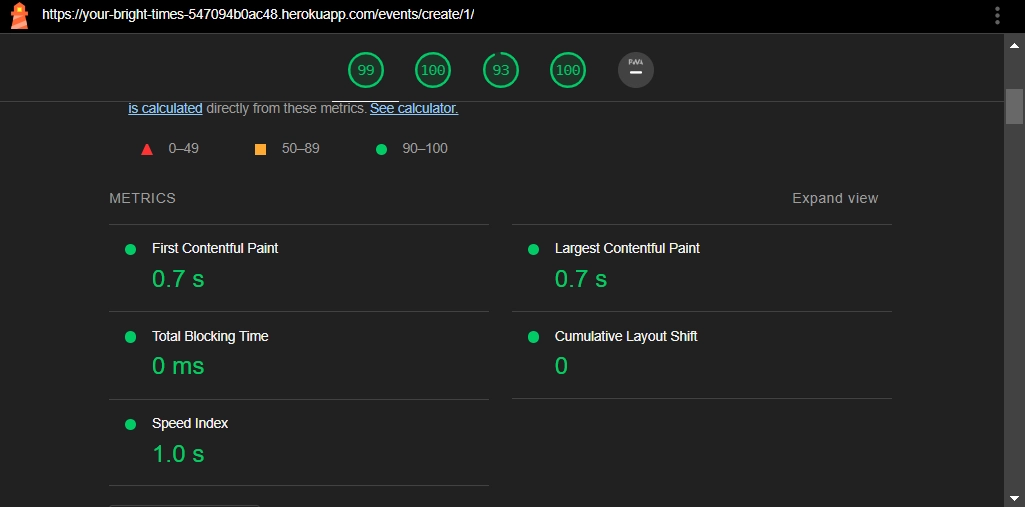 https://your-bright-times-547094b0ac48.herokuapp.com/events/create/1/
99 100 93 100 PWA
is calculated directly from these metrics. See calculator.
0–49 50–89 90–100
METRICS Expand view
First Contentful Paint
0.7 s
Largest Contentful Paint
0.7 s
Total Blocking Time
0 ms
Cumulative Layout Shift
0
Speed Index
1.0 s